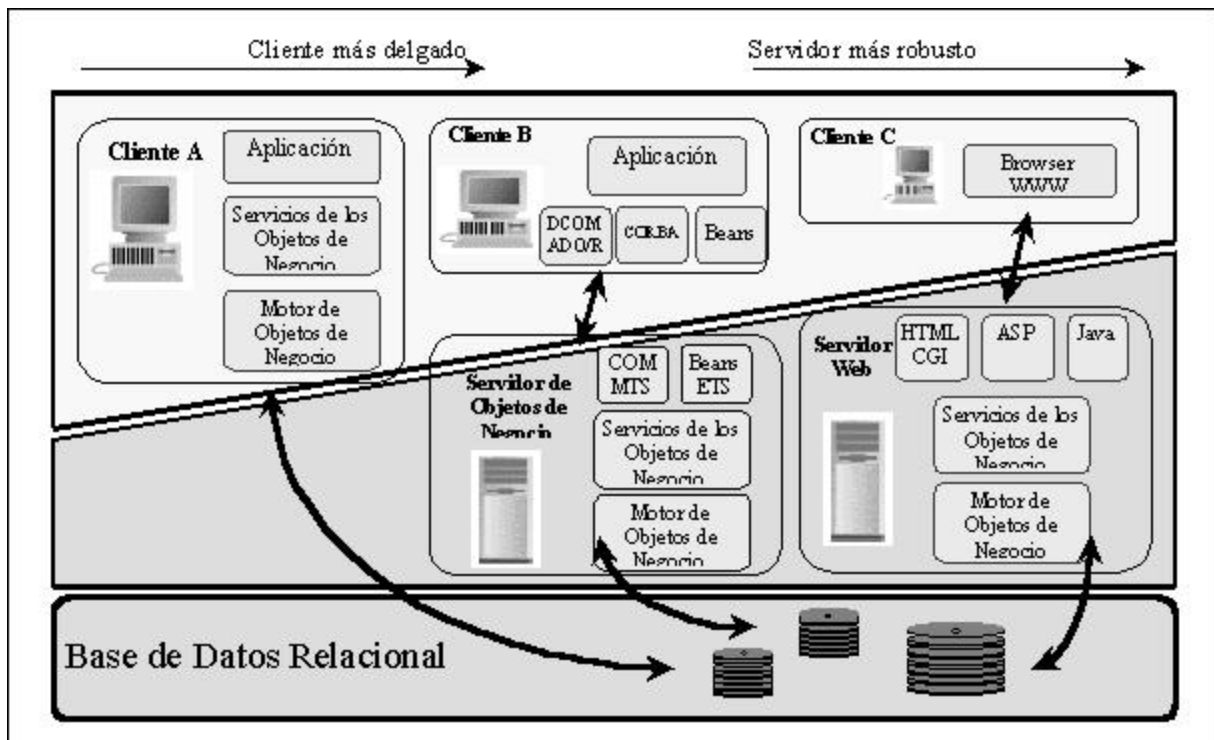 Cliente más delgado
Servidor más robusto
Cliente A
Aplicación
Servicios de los
Objetos de
Negocio
Motor de
Objetos de
Negocio
Cliente B
Aplicación
DCOM
ADO/R
CORBA
Beans
Cliente C
Browser
WWW
Servidor de
Objetos de
Negocio
COM
MTS
Beans
ETS
Servicios de los
Objetos de
Negocio
Motor de
Objetos de
Negocio
Servidor
Web
HTML
CGI
ASP
Java
Servicios de los
Objetos de
Negocio
Motor de
Objetos de
Negocio
Base de Datos Relacional